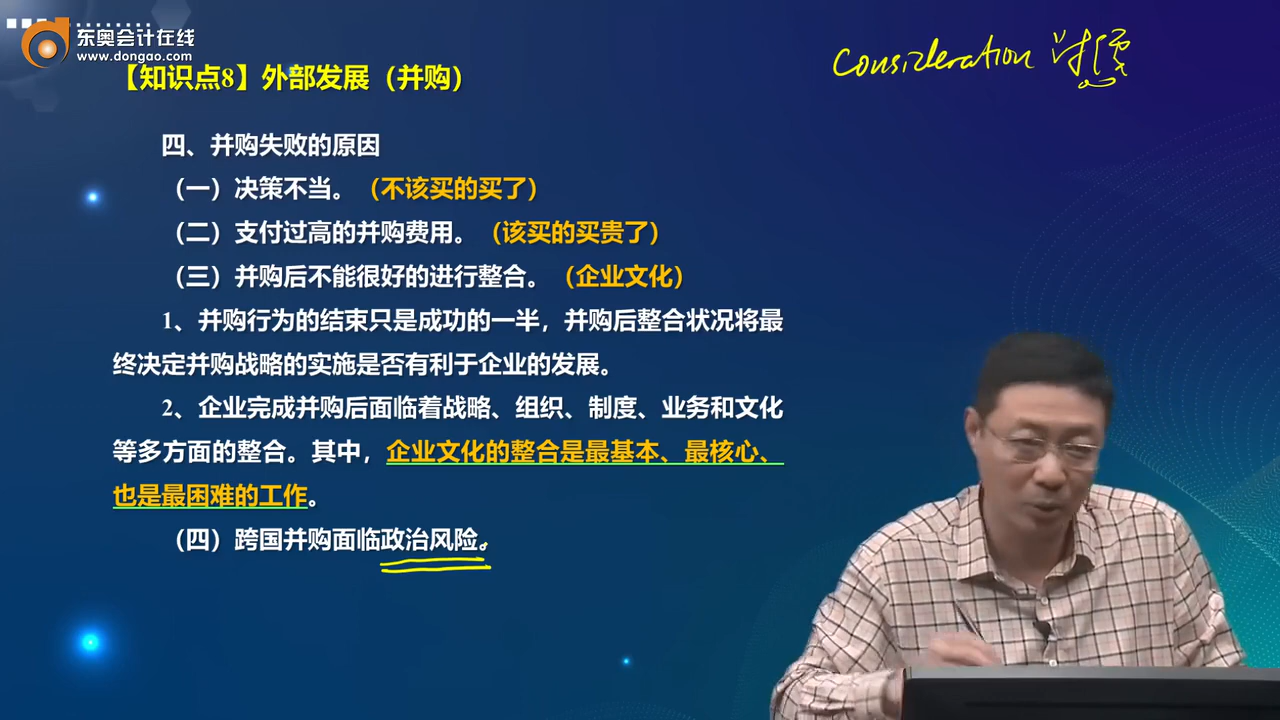 东奥会计在线
www.dongao.com
【知识点8】外部发展（并购）
Consideration 对价
四、并购失败的原因
（一）决策不当。（不该买的买了）
（二）支付过高的并购费用。（该买的买贵了）
（三）并购后不能很好的进行整合。（企业文化）
1、并购行为的结束只是成功的一半，并购后整合状况将最
终决定并购战略的实施是否有利于企业的发展。
2、企业完成并购后面临着战略、组织、制度、业务和文化
等多方面的整合。其中，企业文化的整合是最基本、最核心、
也是最困难的工作。
（四）跨国并购面临政治风险。